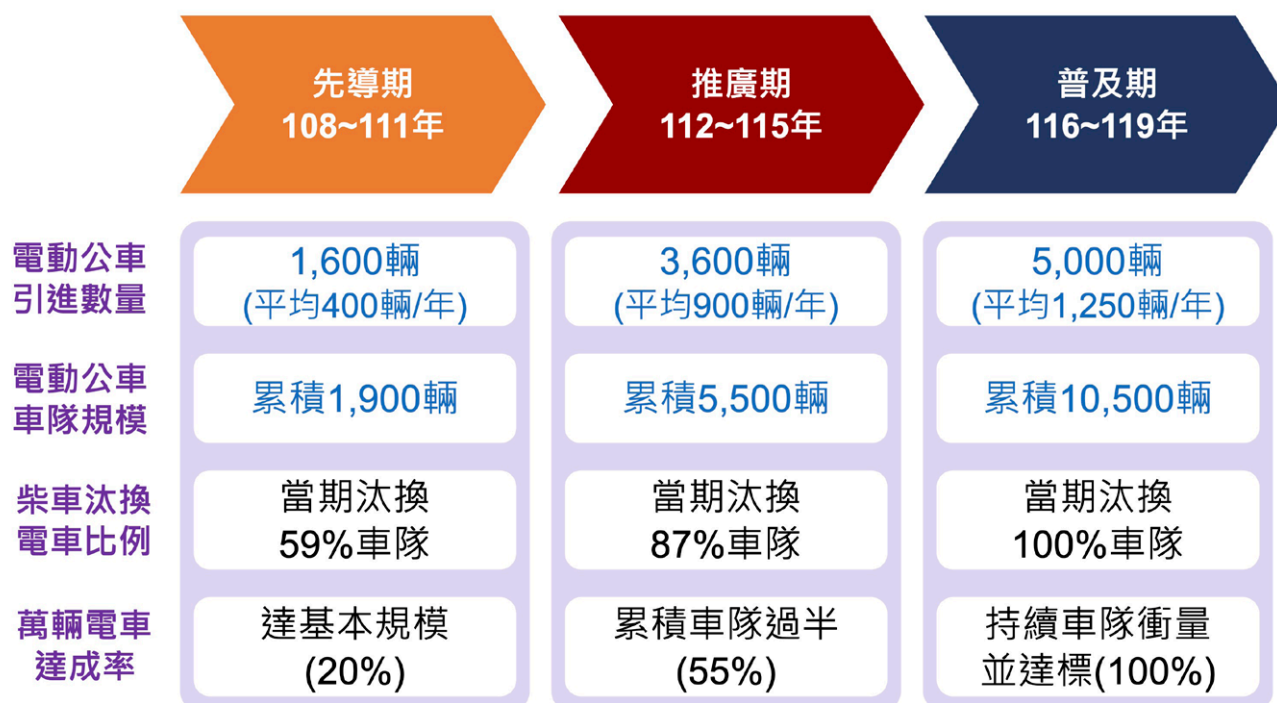 先導期
108~111年
推廣期
112~115年
普及期
116~119年
電動公車
引進數量
1,600輛
(平均400輛/年)
3,600輛
(平均900輛/年)
5,000輛
(平均1,250輛/年)
電動公車
車隊規模
累積1,900輛
累積5,500輛
累積10,500輛
柴車汰換
電車比例
當期汰換
59%車隊
當期汰換
87%車隊
當期汰換
100%車隊
萬輛電車
達成率
達基本規模
(20%)
累積車隊過半
(55%)
持續車隊衝量
並達標(100%)